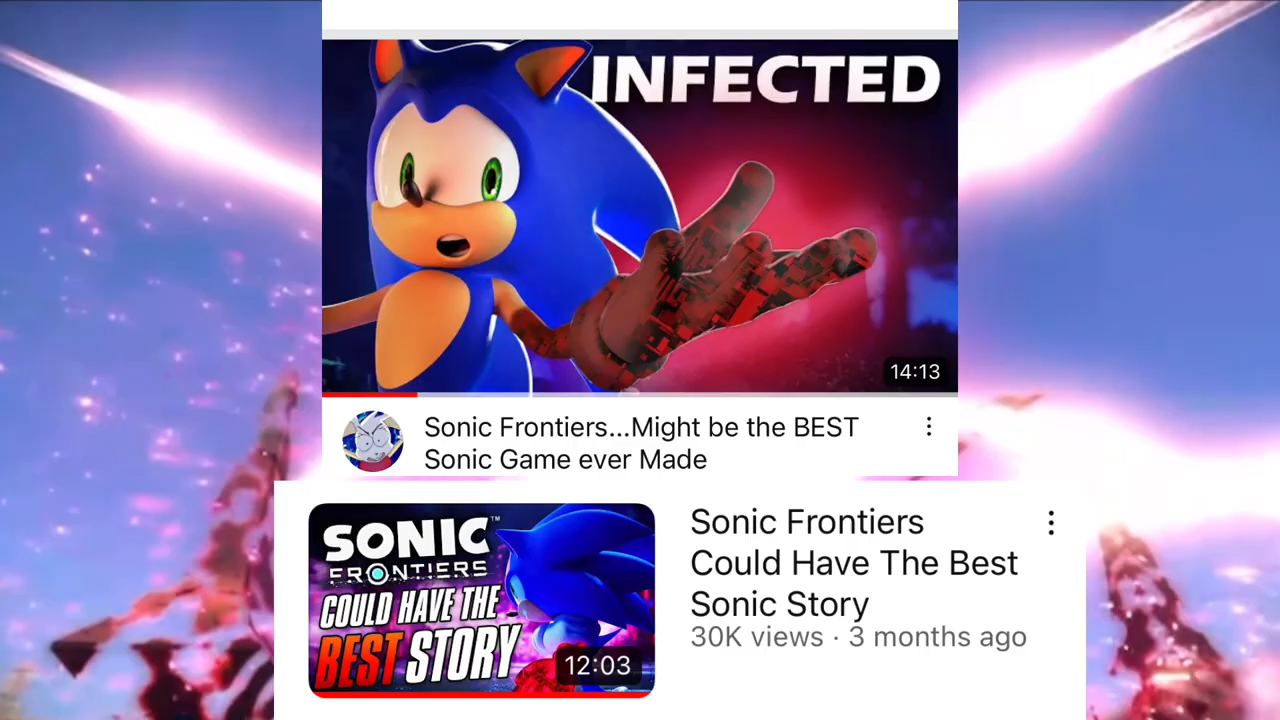 INFECTED
14:13
Sonic Frontiers...Might be the BEST
Sonic Game ever Made
SONIC™
FRONTIERS
COULD HAVE THE
BEST STORY
12:03
Sonic Frontiers
Could Have The Best
Sonic Story
30K views · 3 months ago